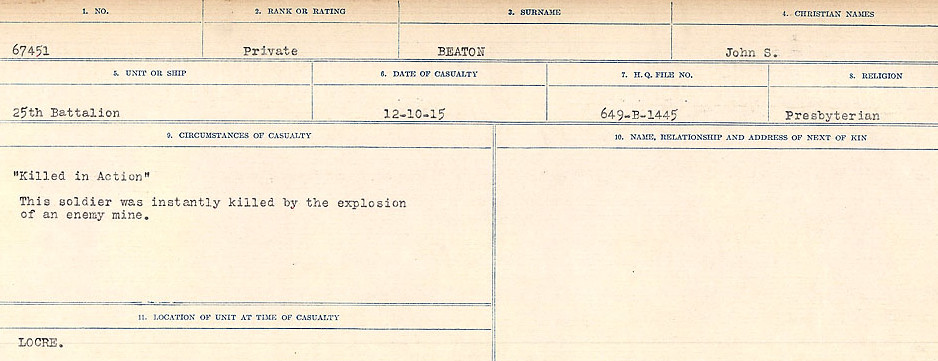 1. NO. 2. RANK OR RATING 3. SURNAME 4. CHRISTIAN NAMES
67451 Private BEATON John S.
5. UNIT OR SHIP 6. DATE OF CASUALTY 7. H.Q. FILE NO. 8. RELIGION
25th Battalion 12-10-15 649-B-1445 Presbyterian
9. CIRCUMSTANCES OF CASUALTY 10. NAME, RELATIONSHIP AND ADDRESS OF NEXT OF KIN
"Killed in Action"
This soldier was instantly killed by the explosion
of an enemy mine.
11. LOCATION OF UNIT AT TIME OF CASUALTY
LOCRE.